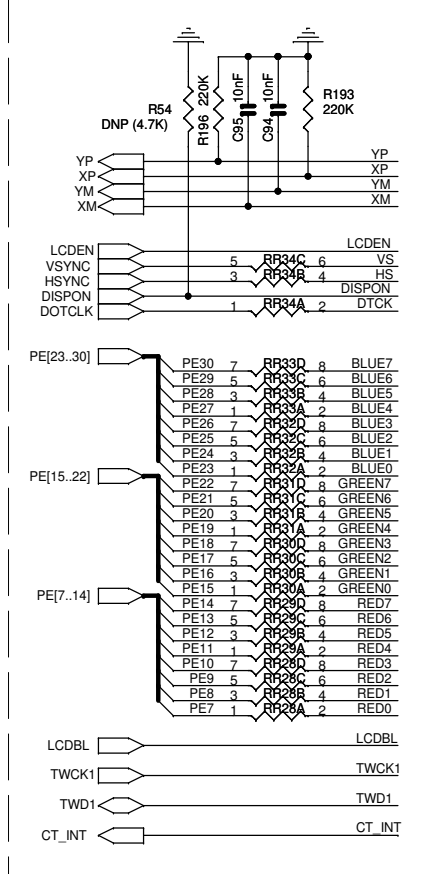 R54
DNP (4.7K)
R196 220K
C95 10nF
C94 10nF
R193
220K
YP YP
XP XP
YM YM
XM XM
LCDEN LCDEN
VSYNC 5 RR34C 6 VS
HSYNC 3 RR34B 4 HS
DISPON DISPON
DOTCLK 1 RR34A 2 DTCK
PE[23..30]
PE30 7 RR33D 8 BLUE7
PE29 5 RR33C 6 BLUE6
PE28 3 RR33B 4 BLUE5
PE27 1 RR33A 2 BLUE4
PE26 7 RR32D 8 BLUE3
PE25 5 RR32C 6 BLUE2
PE24 3 RR32B 4 BLUE1
PE23 1 RR32A 2 BLUE0
PE[15..22]
PE22 7 RR31D 8 GREEN7
PE21 5 RR31C 6 GREEN6
PE20 3 RR31B 4 GREEN5
PE19 1 RR31A 2 GREEN4
PE18 7 RR30D 8 GREEN3
PE17 5 RR30C 6 GREEN2
PE16 3 RR30B 4 GREEN1
PE15 1 RR30A 2 GREEN0
PE[7..14]
PE14 7 RR29D 8 RED7
PE13 5 RR29C 6 RED6
PE12 3 RR29B 4 RED5
PE11 1 RR29A 2 RED4
PE10 7 RR28D 8 RED3
PE9 5 RR28C 6 RED2
PE8 3 RR28B 4 RED1
PE7 1 RR28A 2 RED0
LCDBL LCDBL
TWCK1 TWCK1
TWD1 TWD1
CT_INT CT_INT